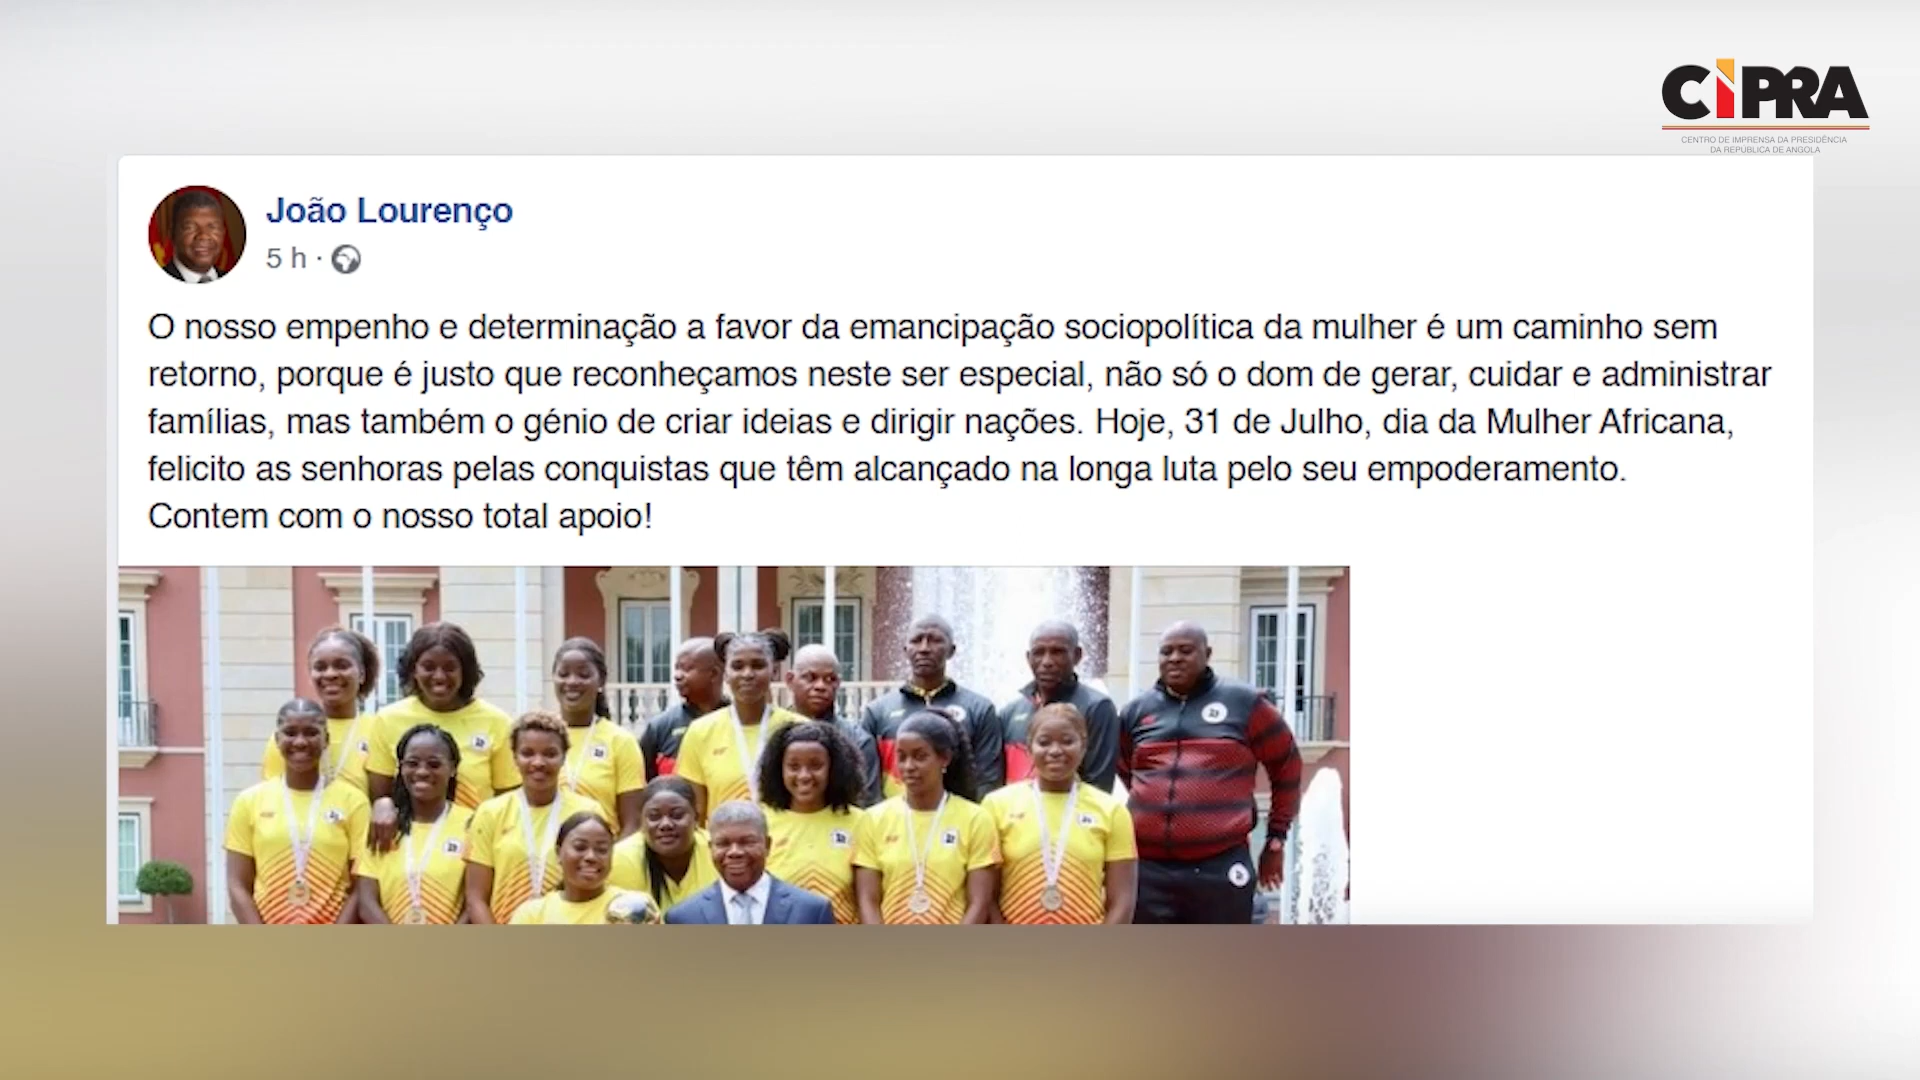 CIPRA
CENTRO DE IMPRENSA DA PRESIDÊNCIA
DA REPÚBLICA DE ANGOLA
João Lourenço
5 h ·
O nosso empenho e determinação a favor da emancipação sociopolítica da mulher é um caminho sem
retorno, porque é justo que reconheçamos neste ser especial, não só o dom de gerar, cuidar e administrar
famílias, mas também o génio de criar ideias e dirigir nações. Hoje, 31 de Julho, dia da Mulher Africana,
felicito as senhoras pelas conquistas que têm alcançado na longa luta pelo seu empoderamento.
Contem com o nosso total apoio!